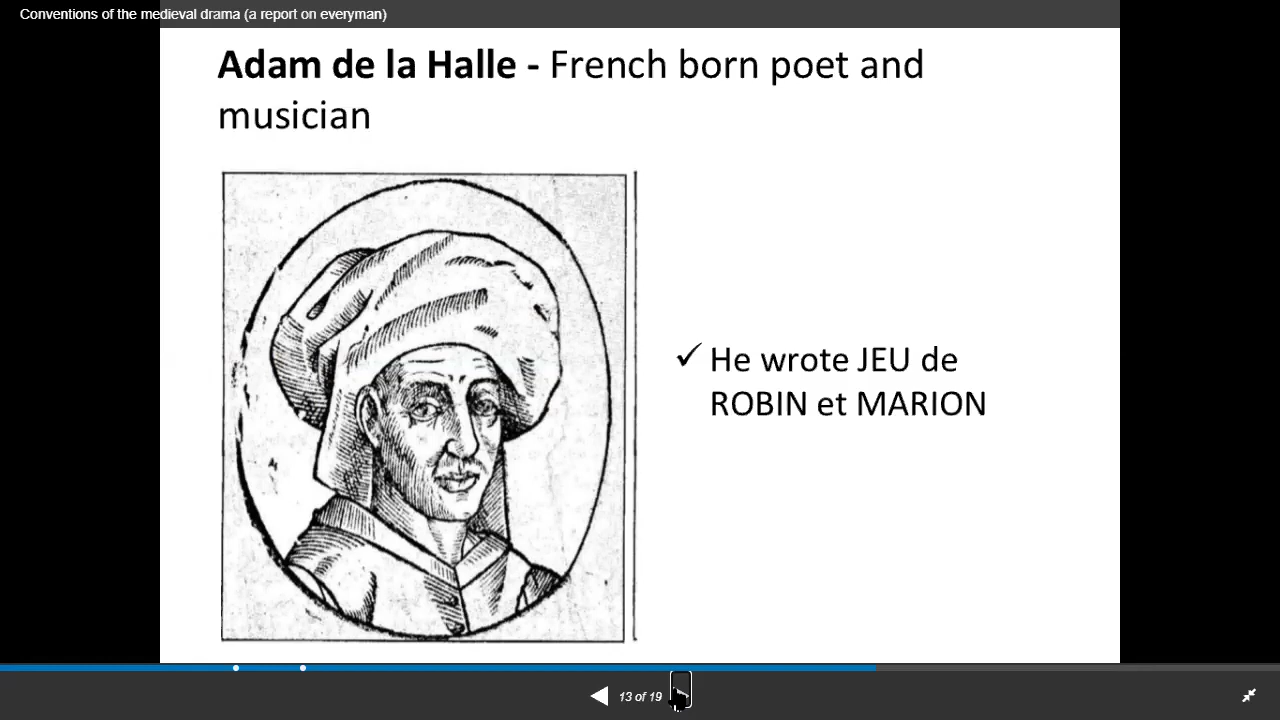 Conventions of the medieval drama (a report on everyman)
Adam de la Halle - French born poet and
musician
✓ He wrote JEU de
ROBIN et MARION
13 of 19